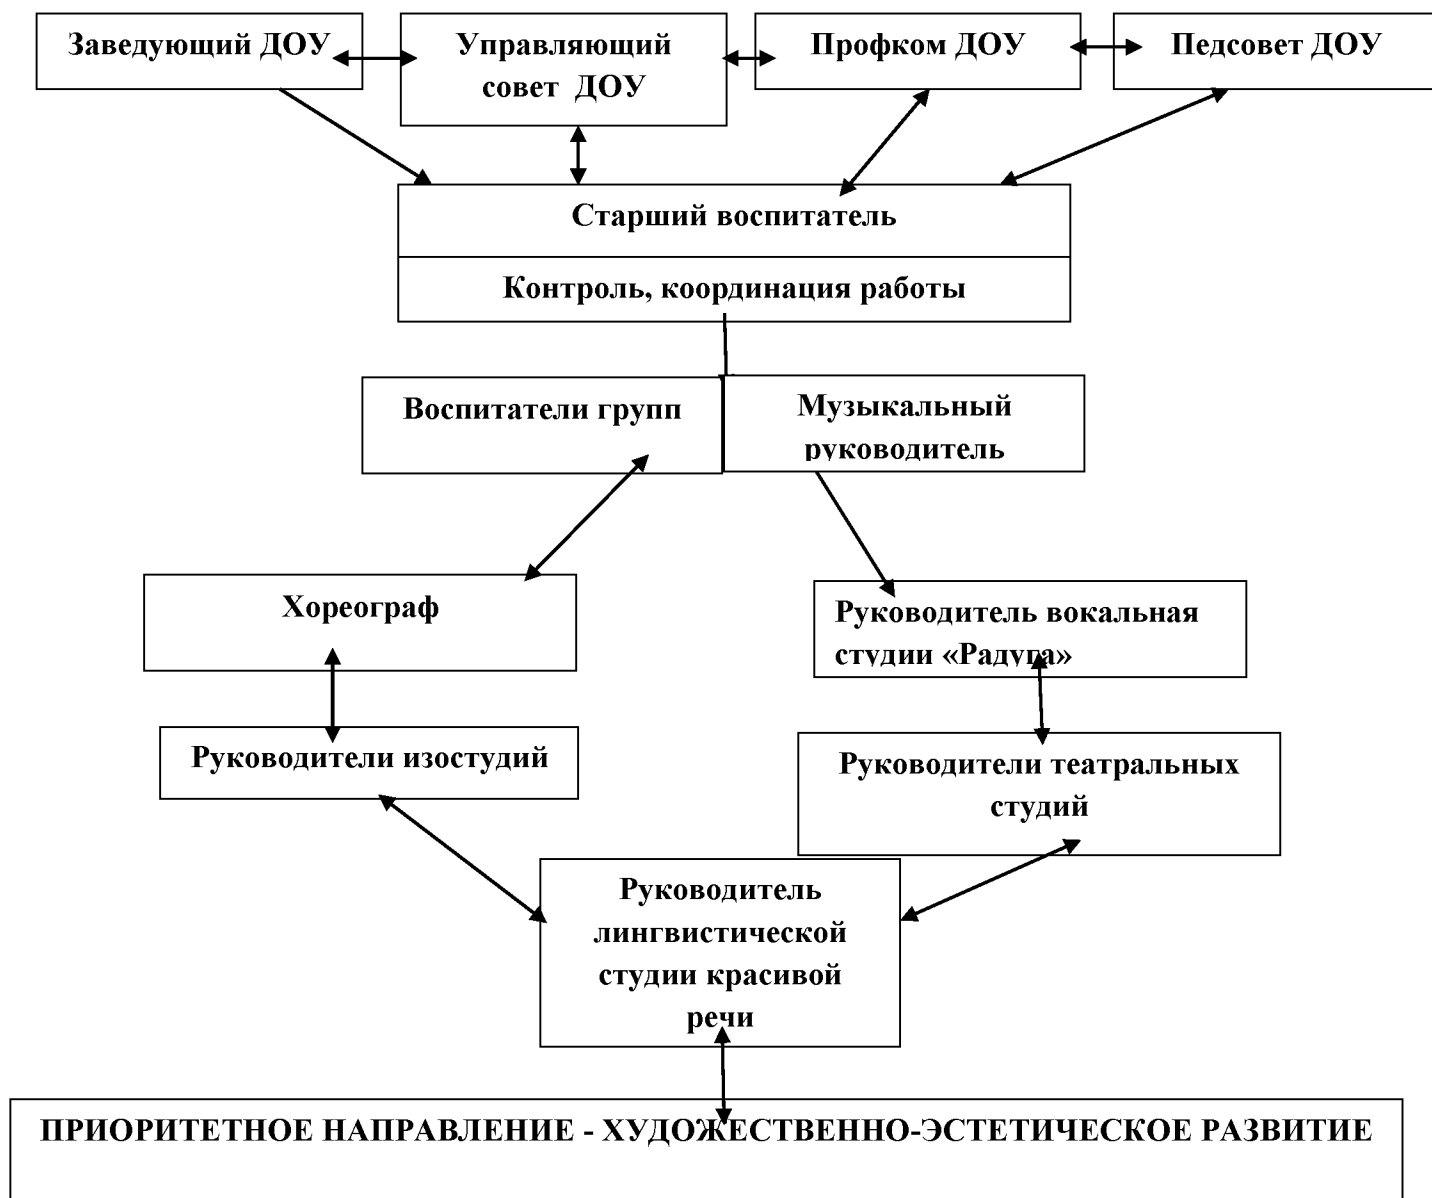 Заведующий ДОУ
Управляющий
совет ДОУ
Профком ДОУ
Педсовет ДОУ
Старший воспитатель
Контроль, координация работы
Воспитатели групп
Музыкальный
руководитель
Хореограф
Руководитель вокальная
студии «Радуга»
Руководители изостудий
Руководители театральных
студий
Руководитель
лингвистической
студии красивой
речи
ПРИОРИТЕТНОЕ НАПРАВЛЕНИЕ - ХУДОЖЕСТВЕННО-ЭСТЕТИЧЕСКОЕ РАЗВИТИЕ